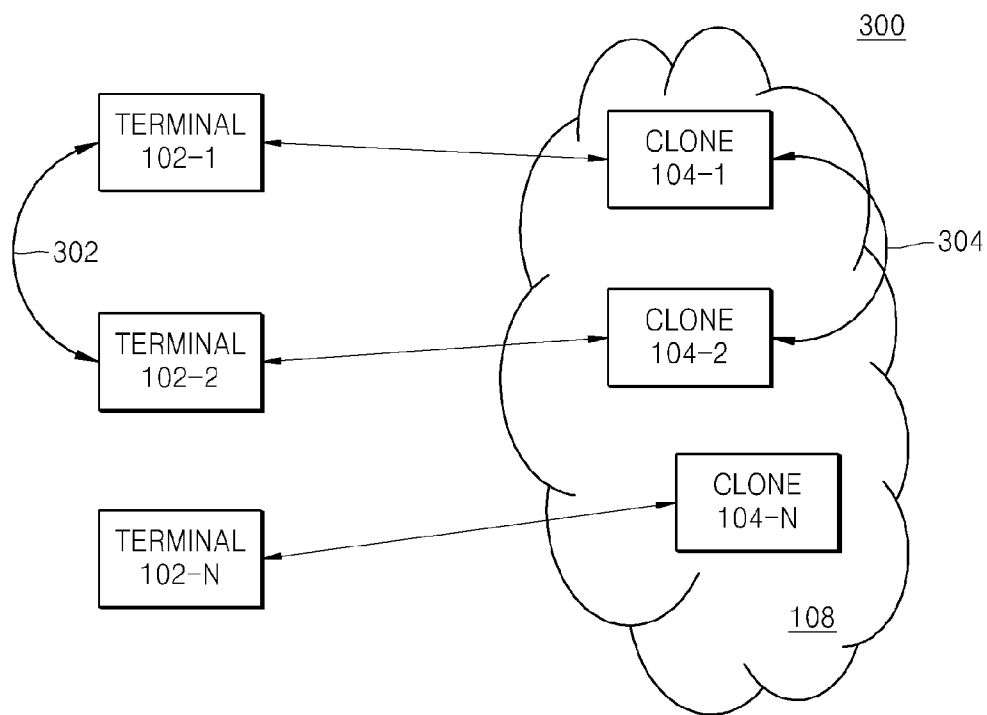 300
TERMINAL
102-1
CLONE
104-1
302
304
TERMINAL
102-2
CLONE
104-2
TERMINAL
102-N
CLONE
104-N
108